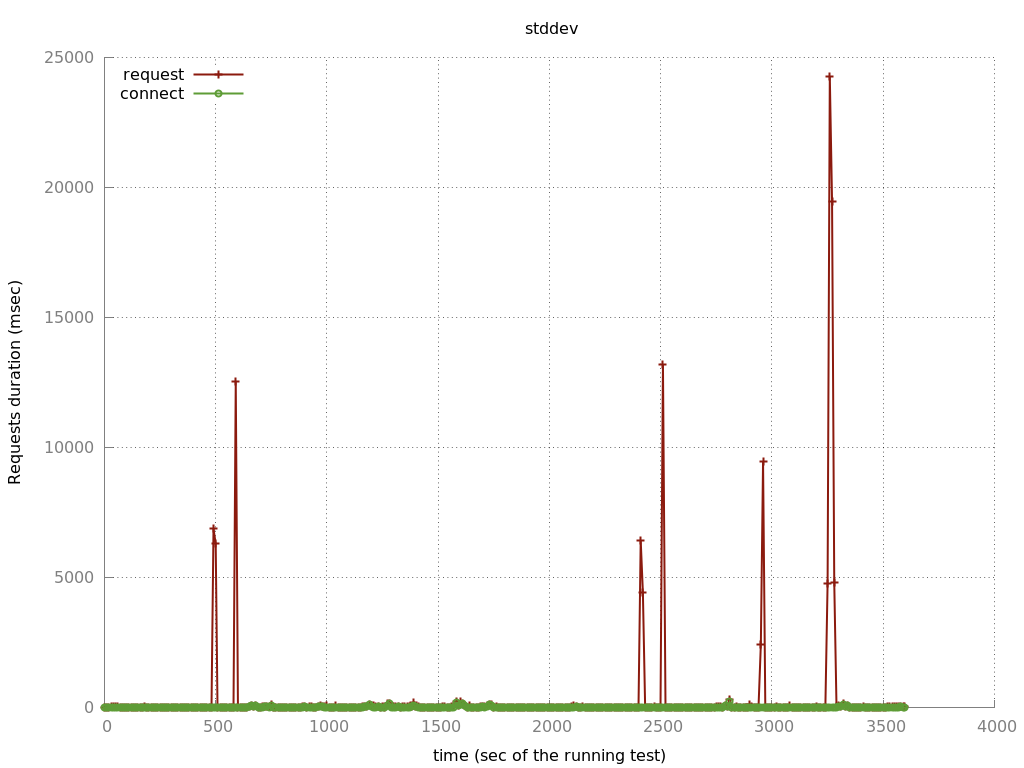 stddev
25000
request
connect
20000
15000
Requests duration (msec)
10000
5000
0
0 500 1000 1500 2000 2500 3000 3500 4000
time (sec of the running test)